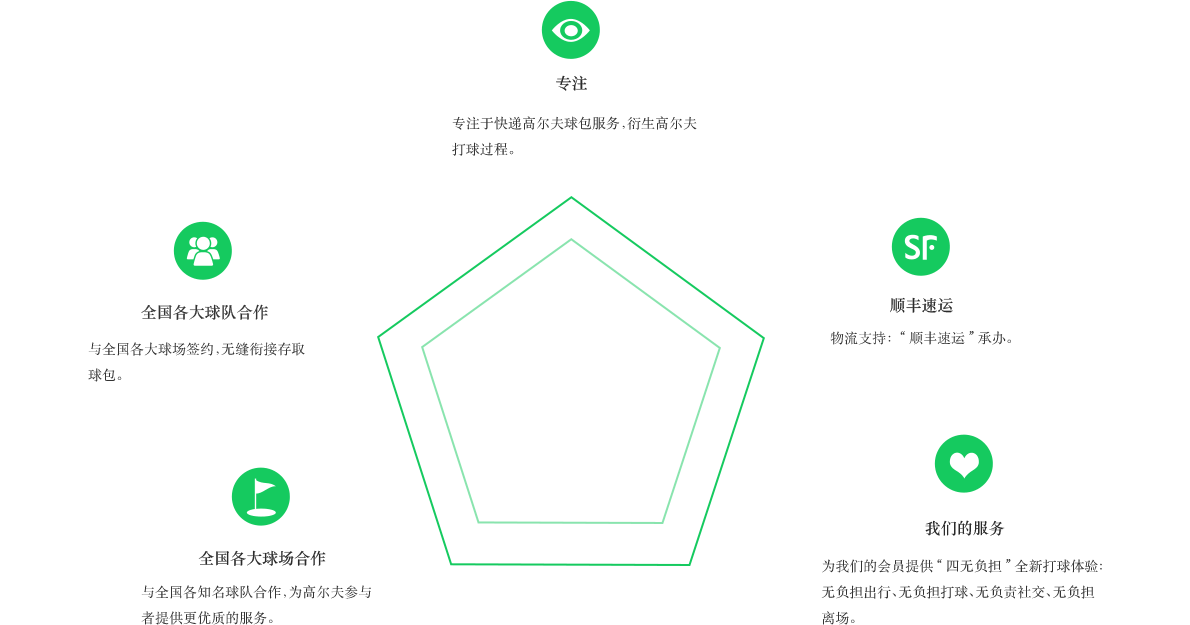 专注
专注于快递高尔夫球包服务,衍生高尔夫
打球过程。
SF
全国各大球队合作
与全国各大球场签约,无缝衔接存取
球包。
顺丰速运
物流支持：“顺丰速运”承办。
全国各大球场合作
与全国各知名球队合作,为高尔夫参与
者提供更优质的服务。
我们的服务
为我们的会员提供“四无负担”全新打球体验:
无负担出行、无负担打球、无负责社交、无负担
离场。